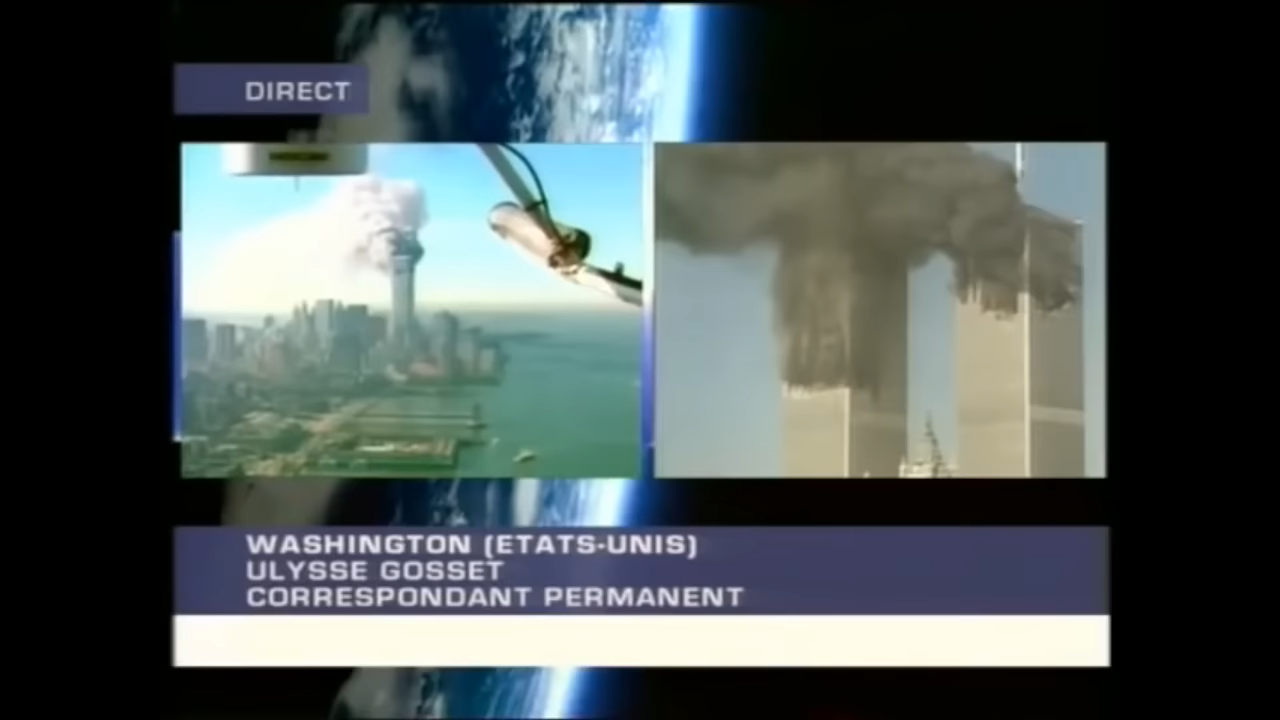 DIRECT
WASHINGTON (ETATS-UNIS)
ULYSSE GOSSET
CORRESPONDANT PERMANENT